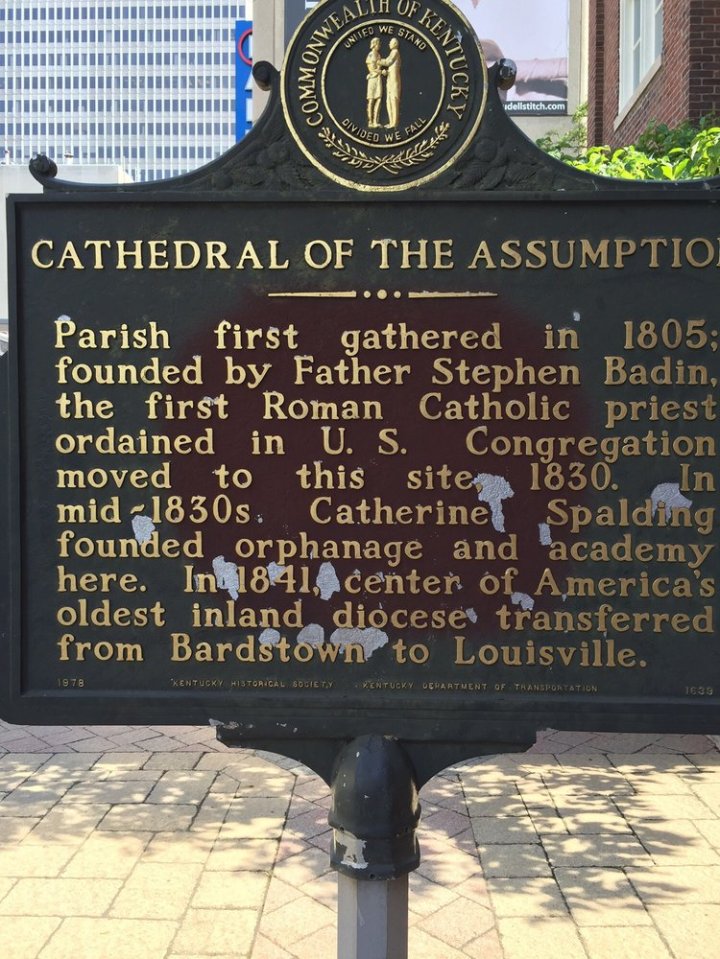 COMMONWEALTH OF KENTUCKY
UNITED WE STAND
DIVIDED WE FALL
dellstitch.com
CATHEDRAL OF THE ASSUMPTIO
Parish first gathered in 1805;
founded by Father Stephen Badin,
the first Roman Catholic priest
ordained in U. S. Congregation
moved to this site, 1830. In
mid-1830s Catherine Spalding
founded orphanage and academy
here. In 1841, center of America's
oldest inland diocese transferred
from Bardstown to Louisville.
1978 KENTUCKY HISTORICAL SOCIETY KENTUCKY DEPARTMENT OF TRANSPORTATION 1633